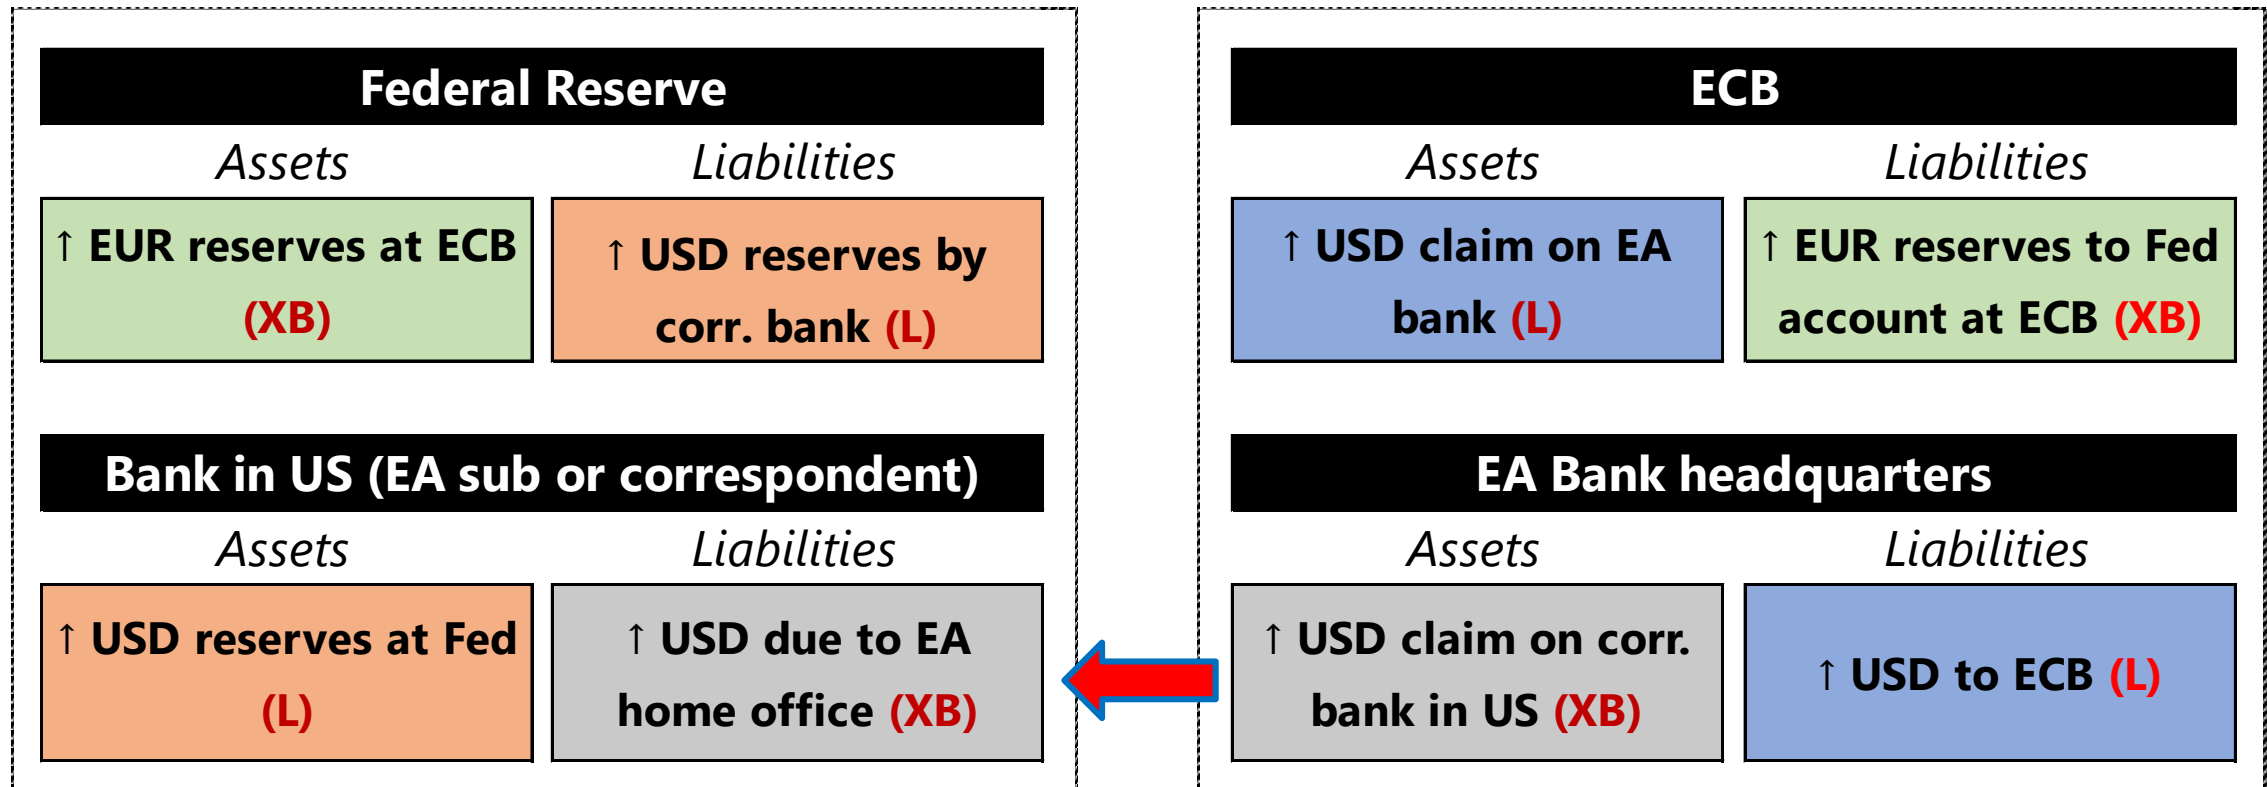 Federal Reserve
Assets
Liabilities
↑ EUR reserves at ECB
(XB)
↑ USD reserves by
corr. bank (L)
Bank in US (EA sub or correspondent)
Assets
Liabilities
↑ USD reserves at Fed
(L)
↑ USD due to EA
home office (XB)
ECB
Assets
Liabilities
↑ USD claim on EA
bank (L)
↑ EUR reserves to Fed
account at ECB (XB)
EA Bank headquarters
Assets
Liabilities
↑ USD claim on corr.
bank in US (XB)
↑ USD to ECB (L)